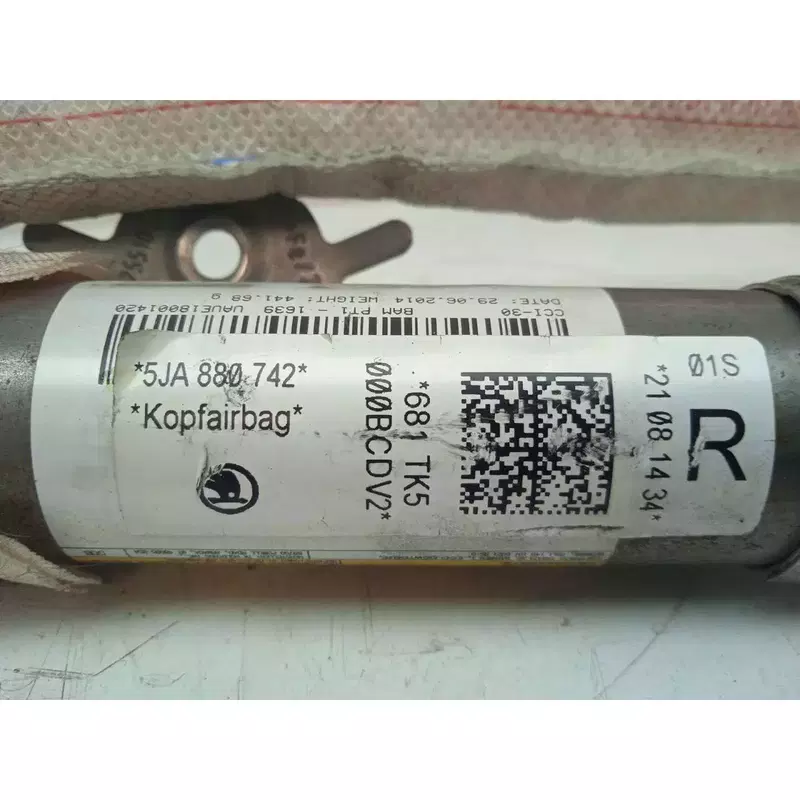 CCI-30
BAM PT1 - 1639 UAUE18001420
DATE: 29.06.2014 WEIGHT: 441.68 g
*5JA 880 742*
*Kopfairbag*
*681 TK5
000BCDV2*
*21 08 14 34*
01S
R